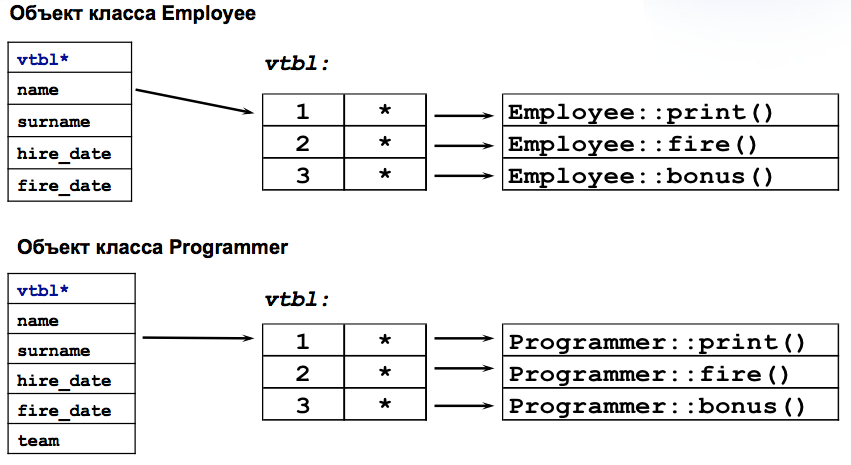 Объект класса Employee
vtbl*
name
surname
hire_date
fire_date
vtbl:
1 * Employee::print()
2 * Employee::fire()
3 * Employee::bonus()
Объект класса Programmer
vtbl*
name
surname
hire_date
fire_date
team
vtbl:
1 * Programmer::print()
2 * Programmer::fire()
3 * Programmer::bonus()